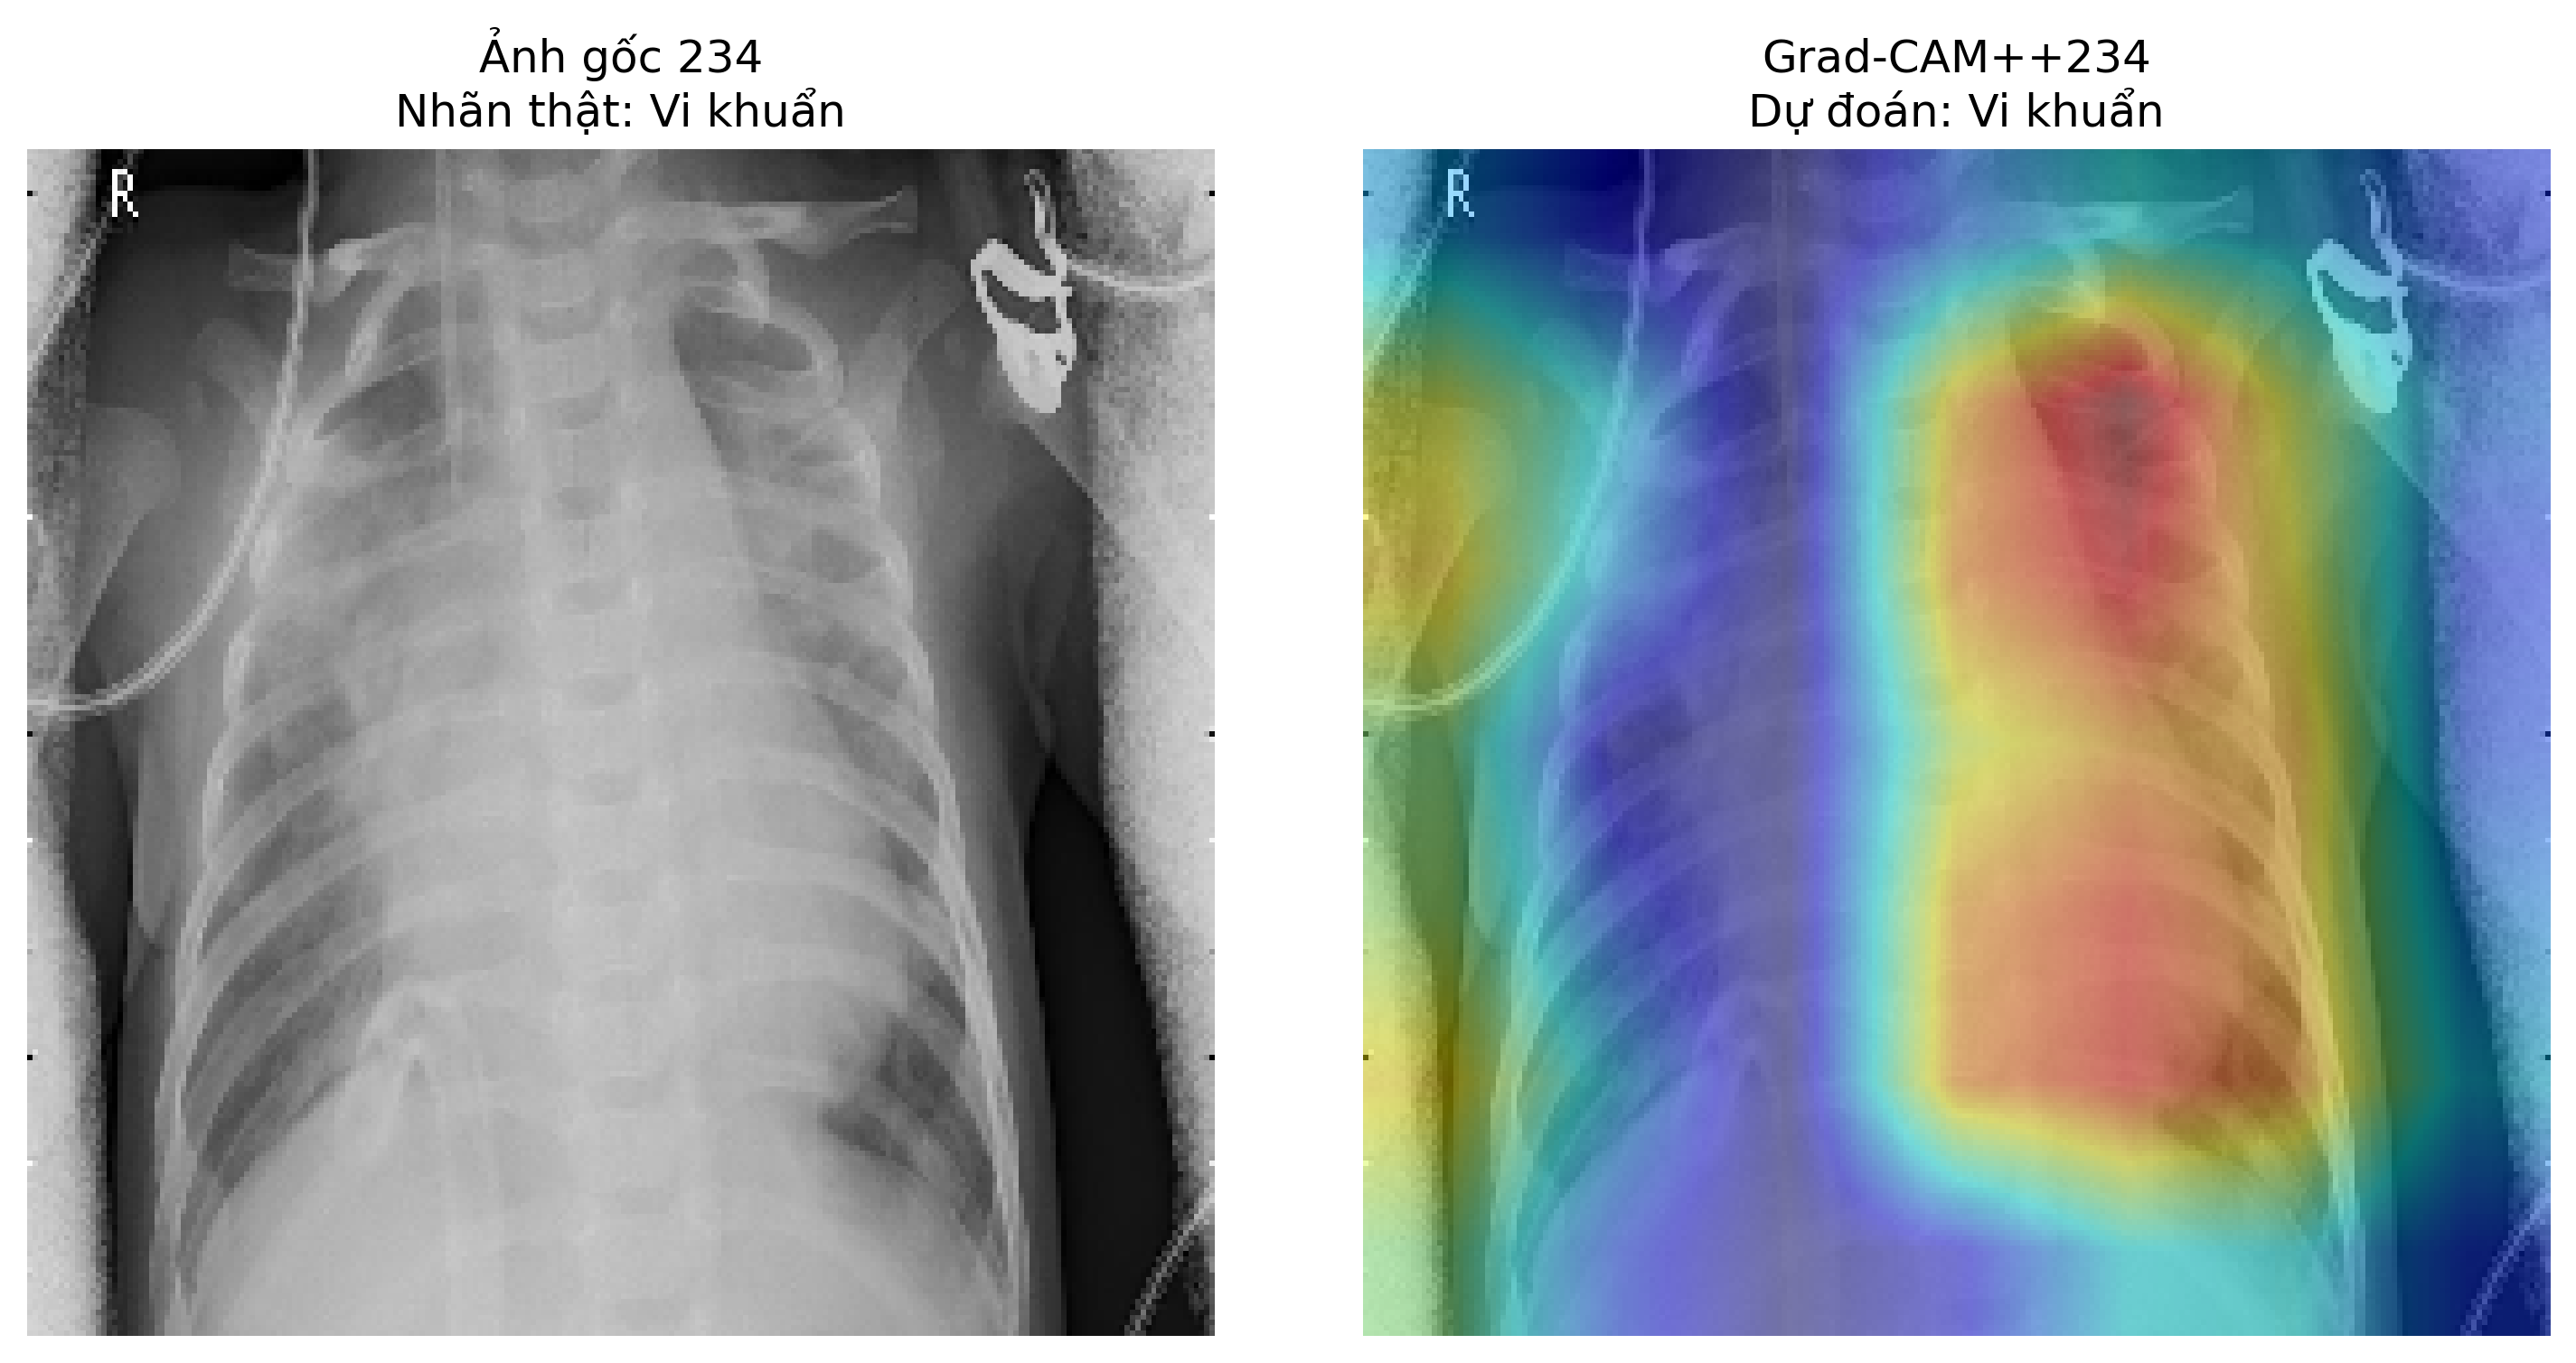 Ảnh gốc 234
Nhãn thật: Vi khuẩn
R
Grad-CAM++234
Dự đoán: Vi khuẩn
R